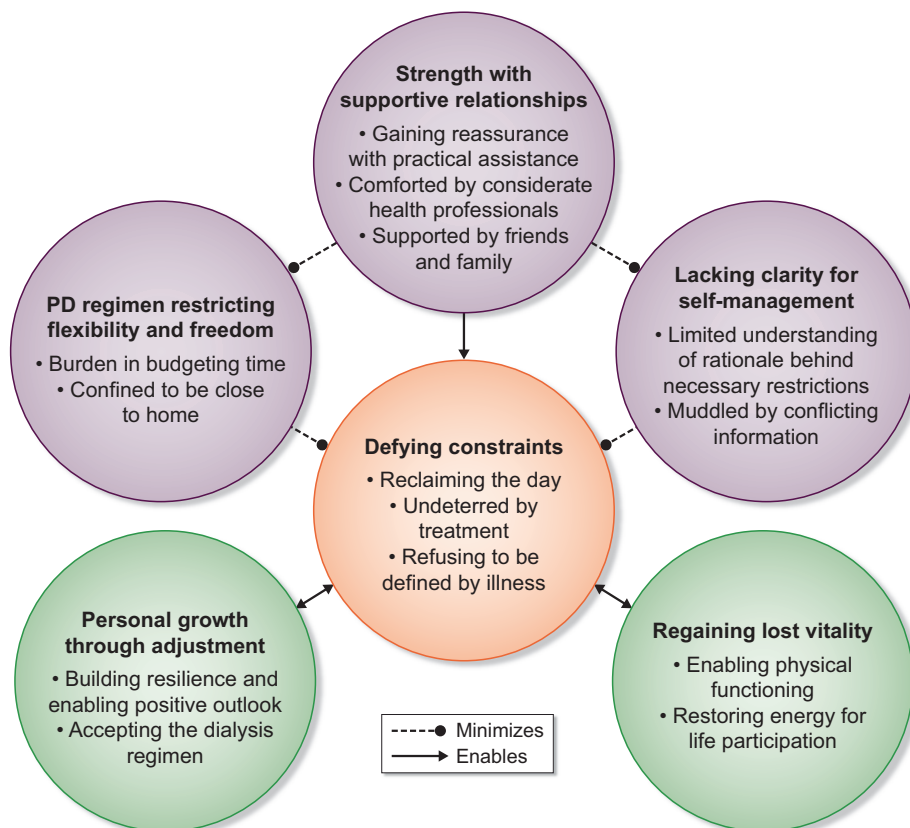 Strength with
supportive relationships
• Gaining reassurance
with practical assistance
• Comforted by considerate
health professionals
• Supported by friends
and family
PD regimen restricting
flexibility and freedom
• Burden in budgeting time
• Confined to be close
to home
Lacking clarity for
self-management
• Limited understanding
of rationale behind
necessary restrictions
• Muddled by conflicting
information
Defying constraints
• Reclaiming the day
• Undeterred by
treatment
• Refusing to be
defined by illness
Personal growth
through adjustment
• Building resilience and
enabling positive outlook
• Accepting the dialysis
regimen
Regaining lost vitality
• Enabling physical
functioning
• Restoring energy for
life participation
Minimizes
Enables